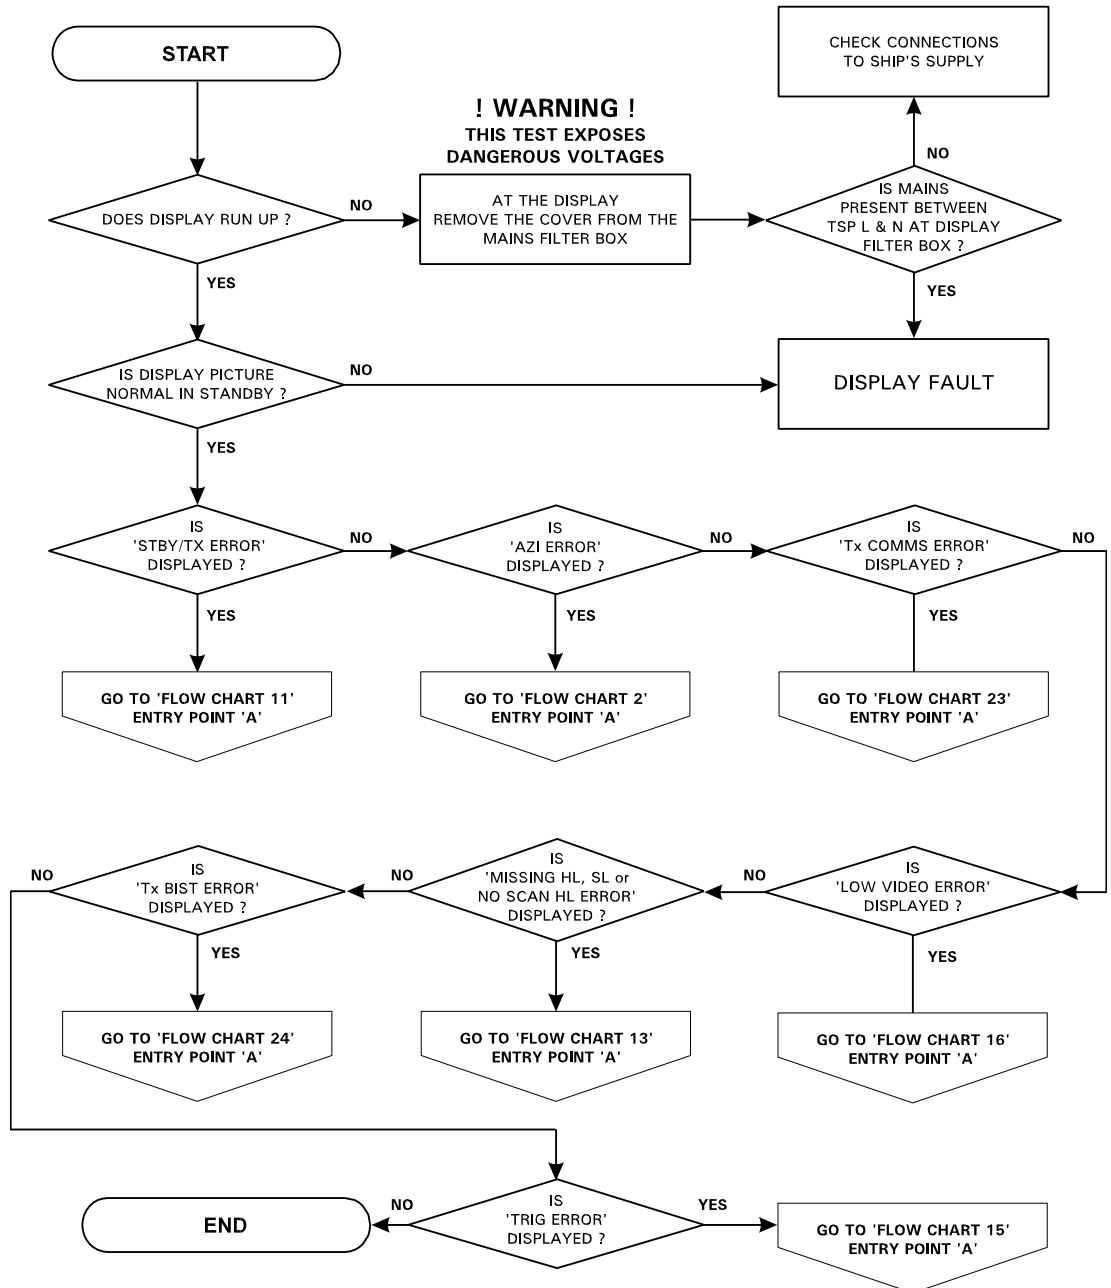 START
CHECK CONNECTIONS
TO SHIP'S SUPPLY
! WARNING !
THIS TEST EXPOSES
DANGEROUS VOLTAGES
NO
DOES DISPLAY RUN UP ?
NO
AT THE DISPLAY
REMOVE THE COVER FROM THE
MAINS FILTER BOX
IS MAINS
PRESENT BETWEEN
TSP L & N AT DISPLAY
FILTER BOX ?
YES
YES
IS DISPLAY PICTURE
NORMAL IN STANDBY ?
NO
DISPLAY FAULT
YES
IS
'STBY/TX ERROR'
DISPLAYED ?
NO
IS
'AZI ERROR'
DISPLAYED ?
NO
IS
'Tx COMMS ERROR'
DISPLAYED ?
NO
YES
YES
YES
GO TO 'FLOW CHART 11'
ENTRY POINT 'A'
GO TO 'FLOW CHART 2'
ENTRY POINT 'A'
GO TO 'FLOW CHART 23'
ENTRY POINT 'A'
NO
IS
'Tx BIST ERROR'
DISPLAYED ?
NO
IS
'MISSING HL, SL or
NO SCAN HL ERROR'
DISPLAYED ?
NO
IS
'LOW VIDEO ERROR'
DISPLAYED ?
YES
YES
YES
GO TO 'FLOW CHART 24'
ENTRY POINT 'A'
GO TO 'FLOW CHART 13'
ENTRY POINT 'A'
GO TO 'FLOW CHART 16'
ENTRY POINT 'A'
END
NO
IS
'TRIG ERROR'
DISPLAYED ?
YES
GO TO 'FLOW CHART 15'
ENTRY POINT 'A'